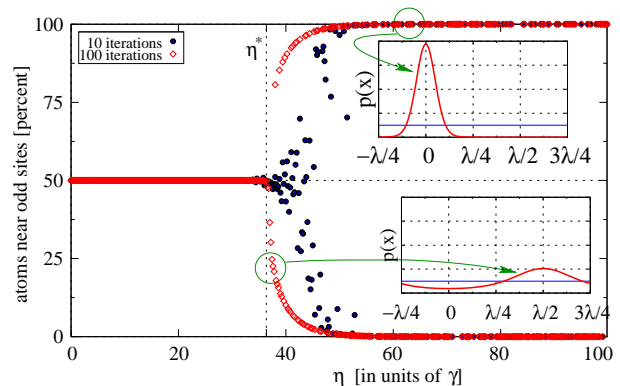 100
75
50
25
0
atoms near odd sites [percent]
10 iterations
100 iterations
η*
p(x)
−λ/4 0 λ/4 λ/2 3λ/4
p(x)
−λ/4 0 λ/4 λ/2 3λ/4
0 20 40 60 80 100
η [in units of γ]